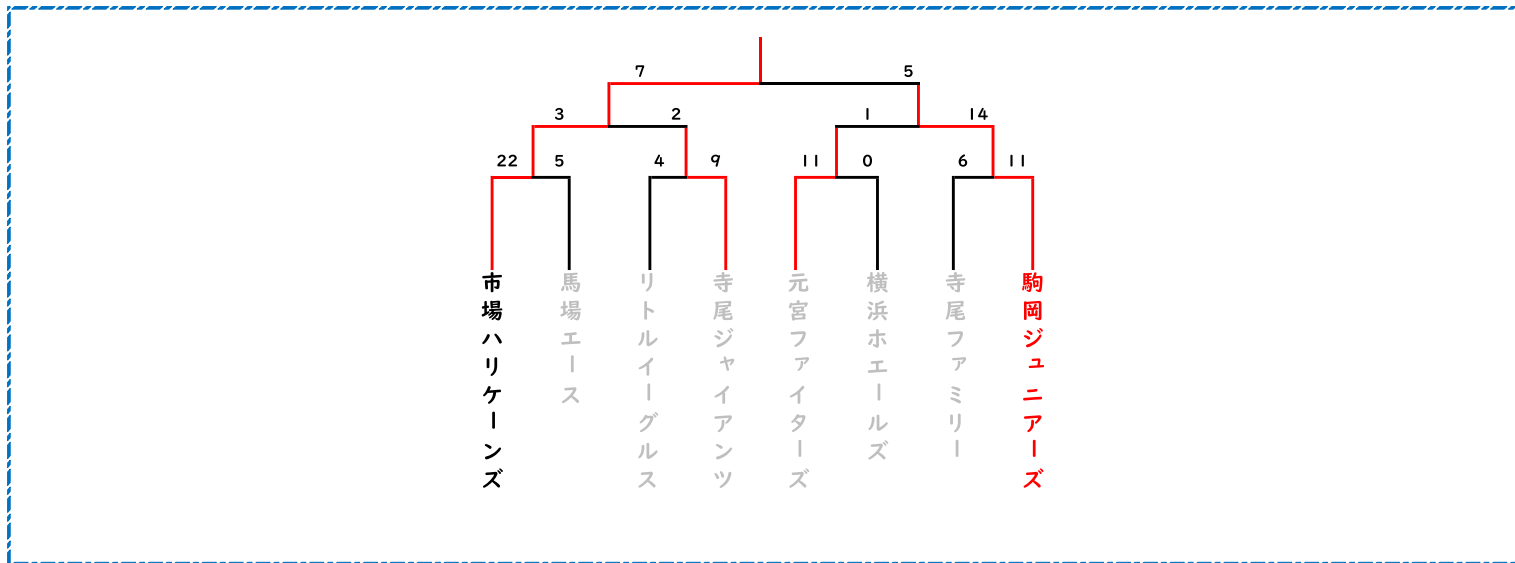 7 5
3 2 1 14
22 5 4 9 11 0 6 11
市場ハリケーンズ
馬場エース
リトルイーグルス
寺尾ジャイアンツ
元宮ファイターズ
横浜ホエールズ
寺尾ファミリー
駒岡ジュニアーズ